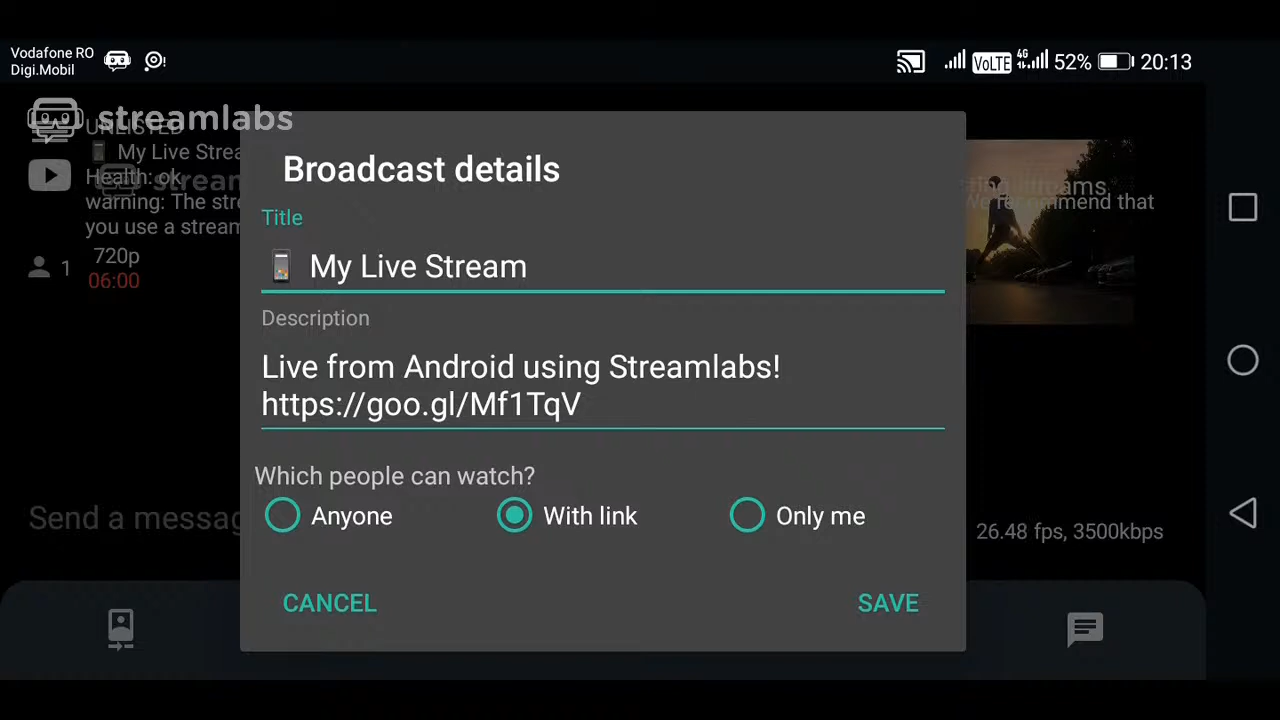 Vodafone RO
Digi.Mobil
VoLTE 4G 52% 20:13
streamlabs
UNLISTED
My Live Strea
Health: ok
warning: The stre
you use a stream
We recommend that
1 720p
06:00
Broadcast details
Title
My Live Stream
Description
Live from Android using Streamlabs!
https://goo.gl/Mf1TqV
Which people can watch?
Anyone With link Only me
Send a messag
26.48 fps, 3500kbps
CANCEL SAVE